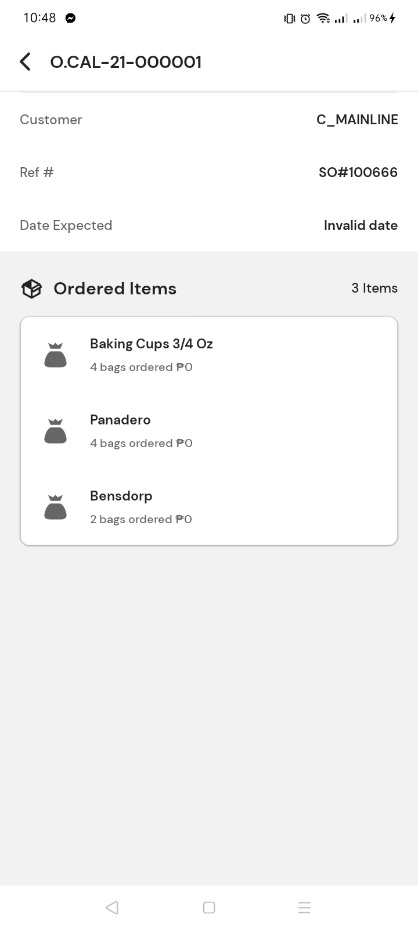 10:48 96%
O.CAL-21-000001
Customer C_MAINLINE
Ref # SO#100666
Date Expected Invalid date
Ordered Items 3 Items
Baking Cups 3/4 Oz
4 bags ordered ₱0
Panadero
4 bags ordered ₱0
Bensdorp
2 bags ordered ₱0